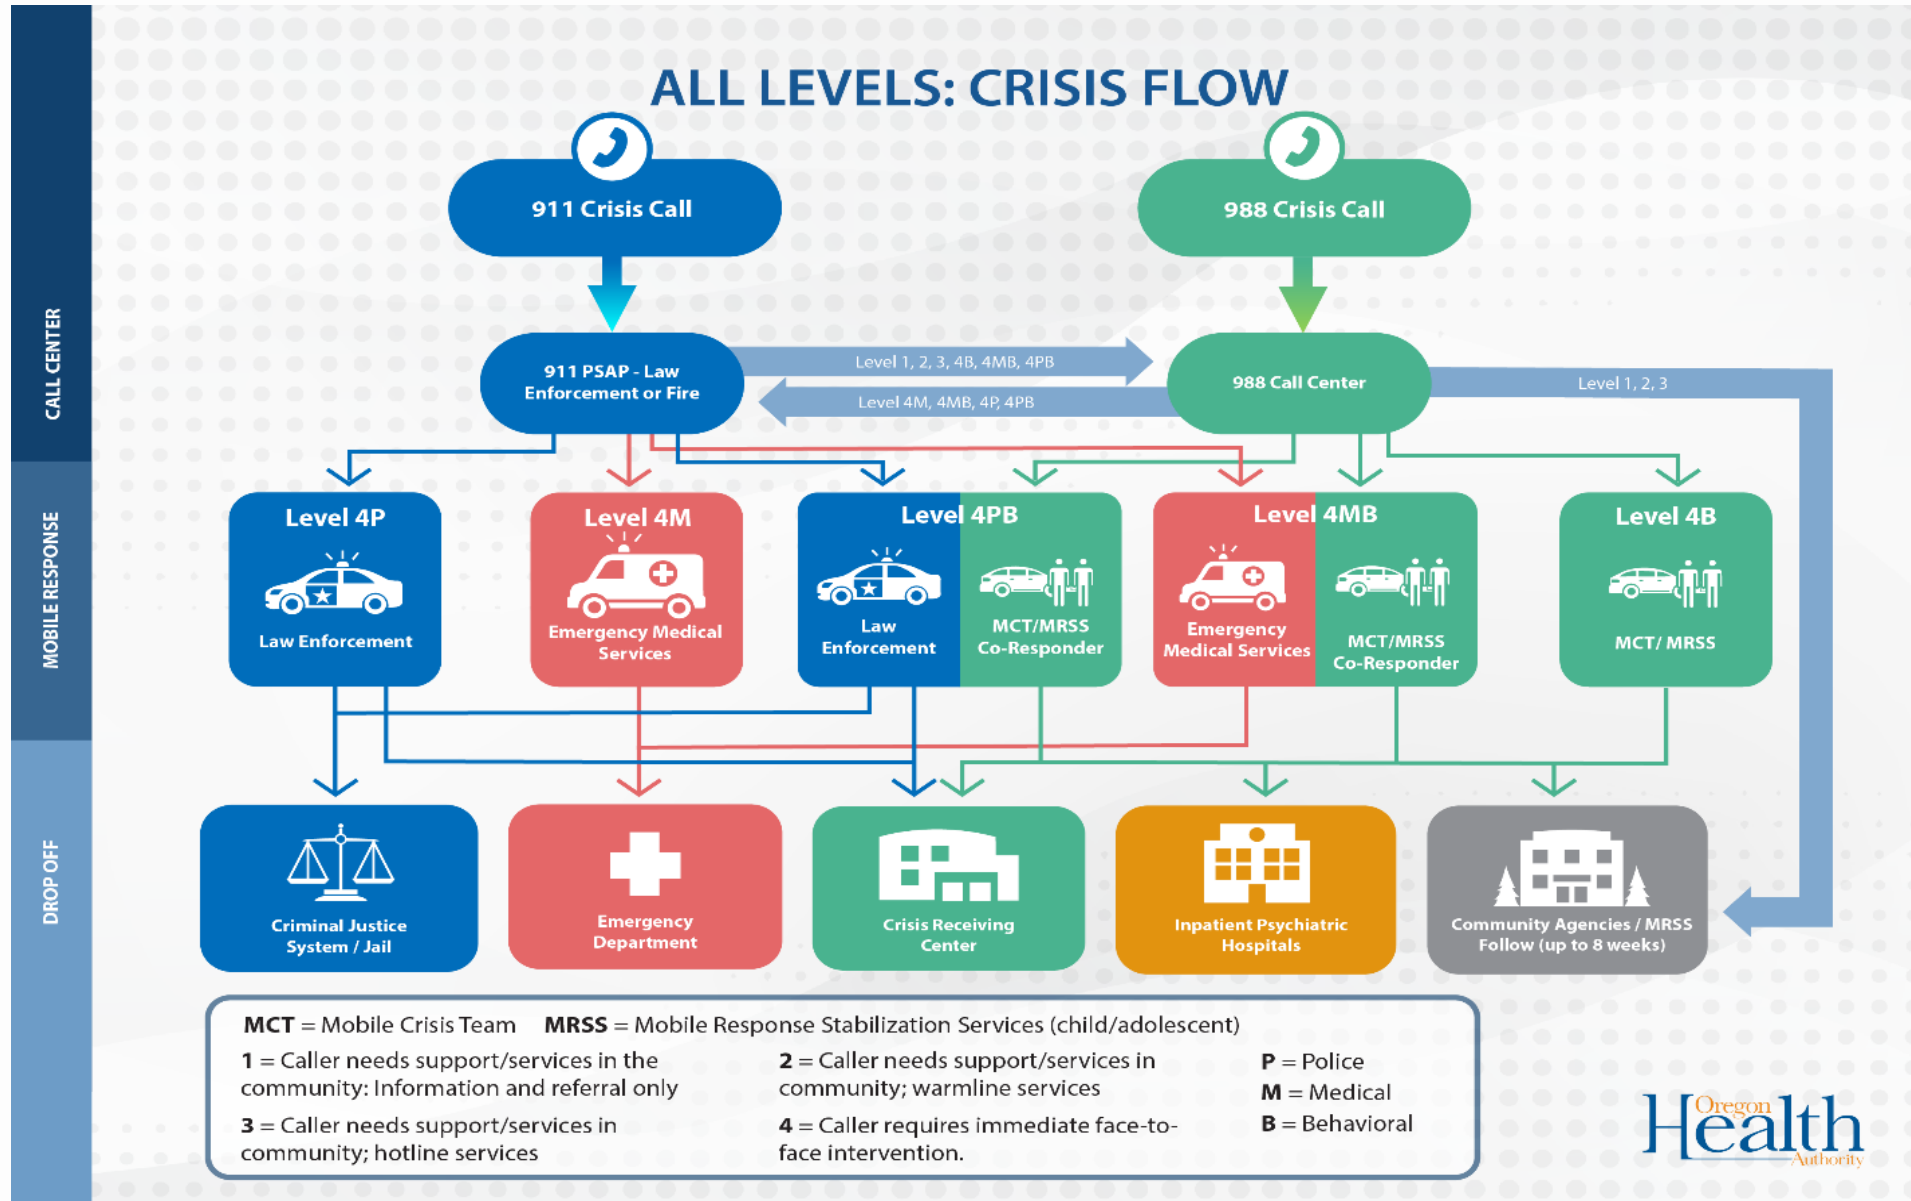 ALL LEVELS: CRISIS FLOW
911 Crisis Call
988 Crisis Call
CALL CENTER
911 PSAP - Law
Enforcement or Fire
Level 1, 2, 3, 4B, 4MB, 4PB
Level 4M, 4MB, 4P, 4PB
988 Call Center
Level 1, 2, 3
MOBILE RESPONSE
Level 4P
Law Enforcement
Level 4M
Emergency Medical
Services
Level 4PB
Law
Enforcement
MCT/MRSS
Co-Responder
Level 4MB
Emergency
Medical Services
MCT/MRSS
Co-Responder
Level 4B
MCT/ MRSS
DROP OFF
Criminal Justice
System / Jail
Emergency
Department
Crisis Receiving
Center
Inpatient Psychiatric
Hospitals
Community Agencies / MRSS
Follow (up to 8 weeks)
MCT = Mobile Crisis Team MRSS = Mobile Response Stabilization Services (child/adolescent)
1 = Caller needs support/services in the
community: Information and referral only
2 = Caller needs support/services in
community; warmline services
3 = Caller needs support/services in
community; hotline services
4 = Caller requires immediate face-to-
face intervention.
P = Police
M = Medical
B = Behavioral
Oregon
Health
Authority